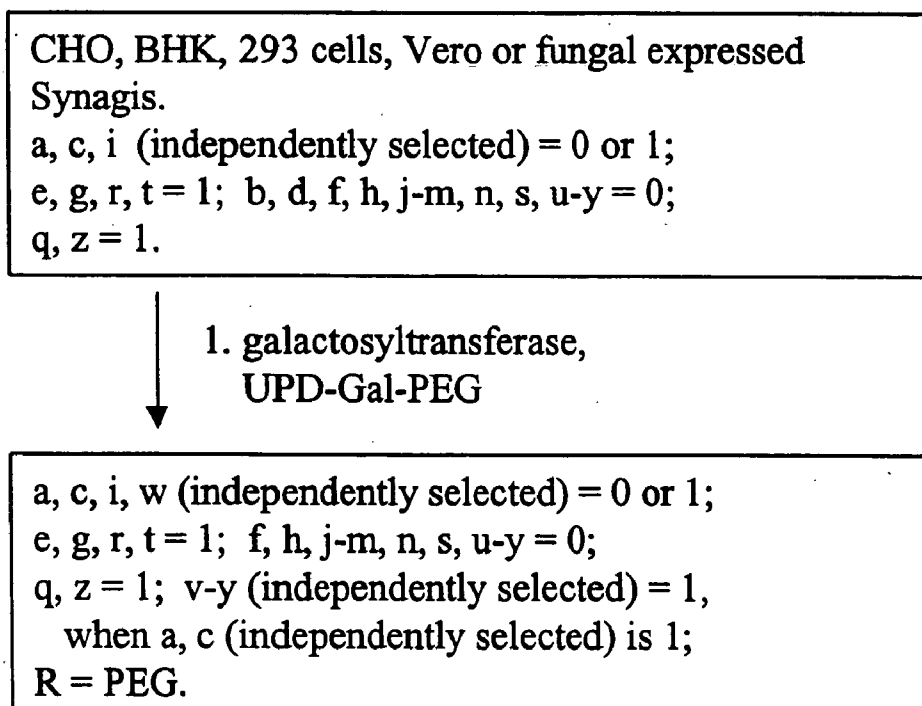 CHO, BHK, 293 cells, Vero or fungal expressed
Synagis.
a, c, i (independently selected) = 0 or 1;
e, g, r, t = 1; b, d, f, h, j-m, n, s, u-y = 0;
q, z = 1.
1. galactosyltransferase,
UPD-Gal-PEG
a, c, i, w (independently selected) = 0 or 1;
e, g, r, t = 1; f, h, j-m, n, s, u-y = 0;
q, z = 1; v-y (independently selected) = 1,
when a, c (independently selected) is 1;
R = PEG.